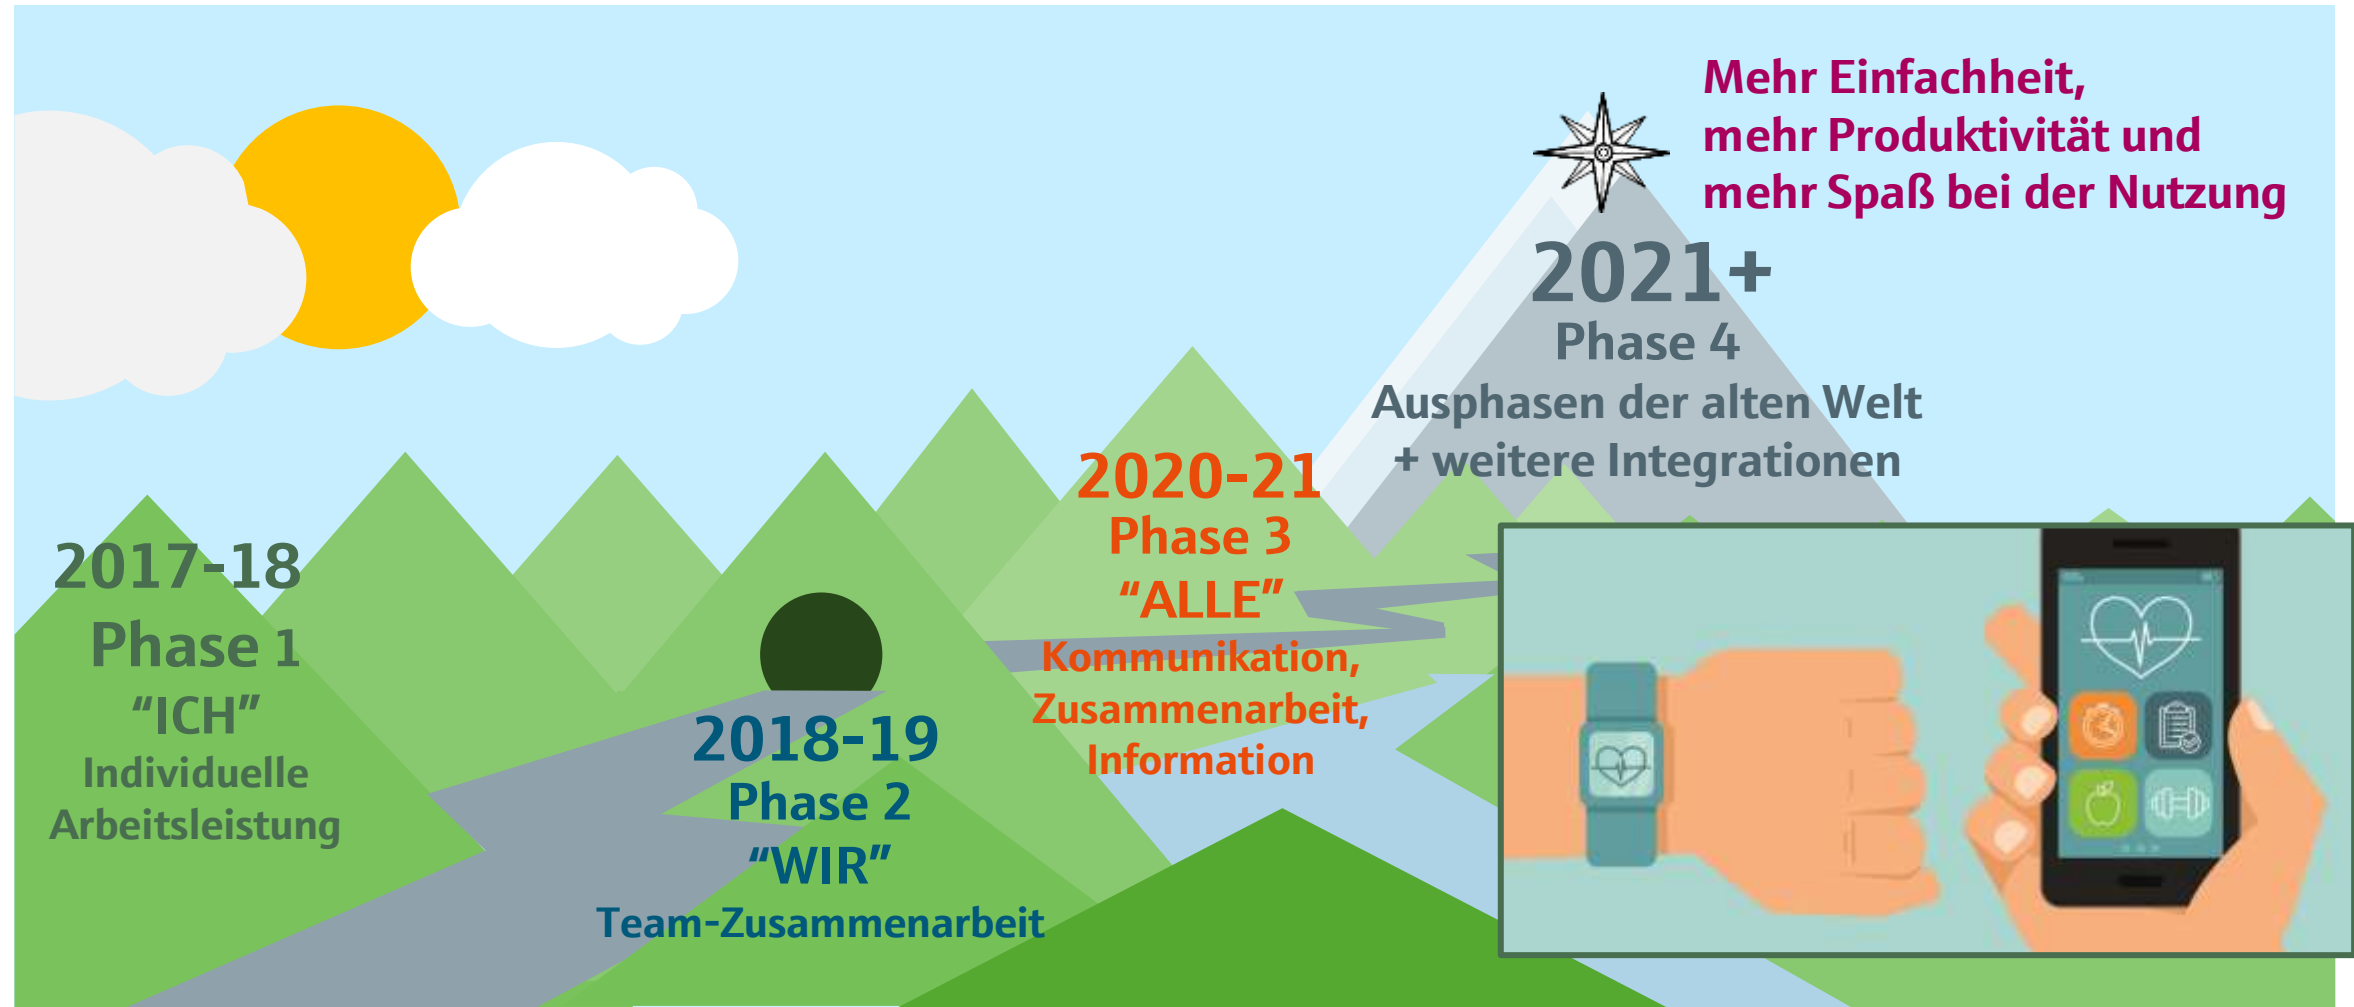 Mehr Einfachheit,
mehr Produktivität und
mehr Spaß bei der Nutzung
2017-18
Phase 1
“ICH”
Individuelle
Arbeitsleistung
2018-19
Phase 2
“WIR”
Team-Zusammenarbeit
2020-21
Phase 3
“ALLE”
Kommunikation,
Zusammenarbeit,
Information
2021+
Phase 4
Ausphasen der alten Welt
+ weitere Integrationen